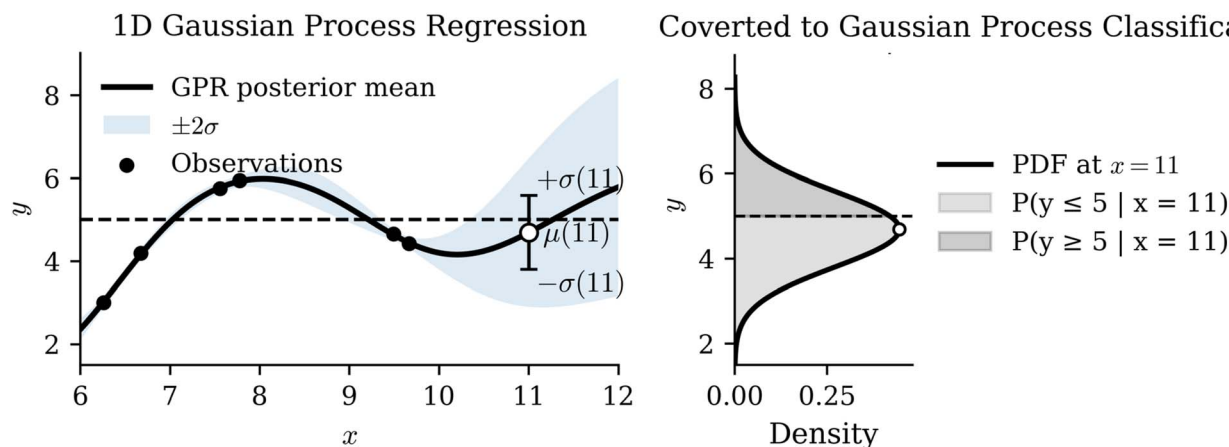 1D Gaussian Process Regression
GPR posterior mean
±2σ
Observations
+σ(11)
μ(11)
−σ(11)
y
8
6
4
2
6
7
8
9
10
11
12
x
Coverted to Gaussian Process Classifica
y
8
6
4
2
0.00
0.25
Density
PDF at x = 11
P(y ≤ 5 | x = 11)
P(y ≥ 5 | x = 11)